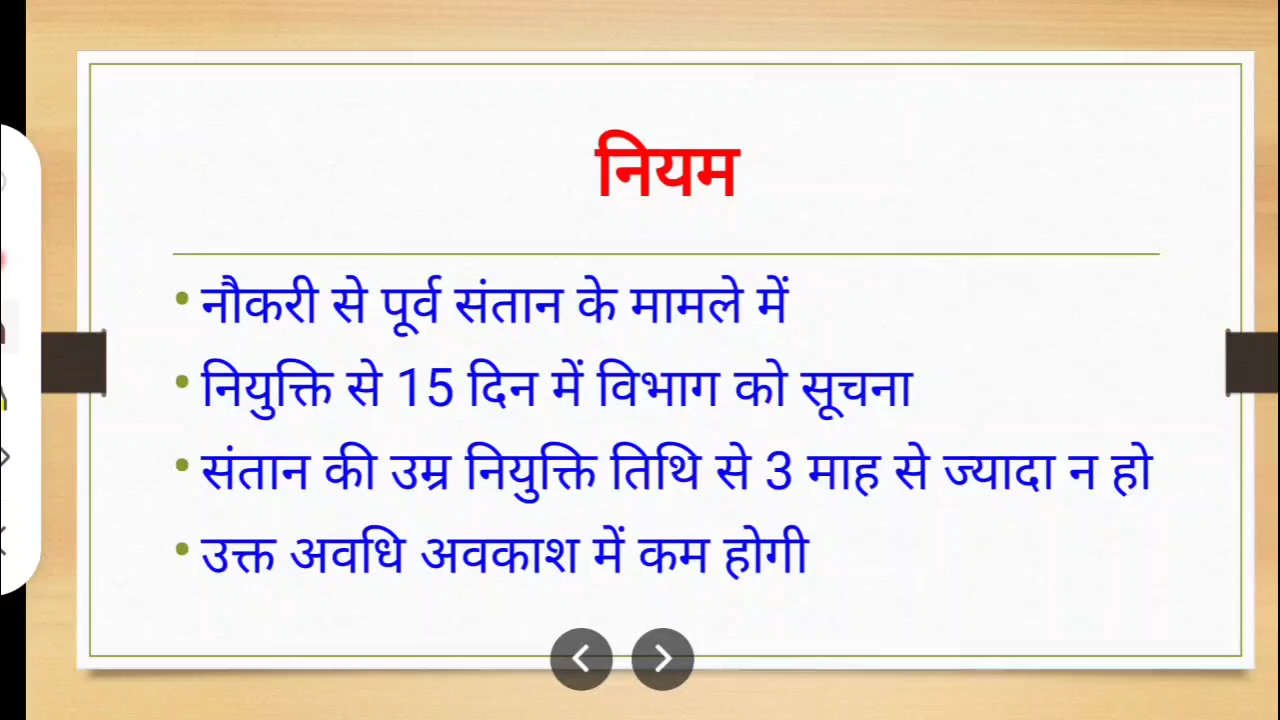 नियम
• नौकरी से पूर्व संतान के मामले में
• नियुक्ति से 15 दिन में विभाग को सूचना
• संतान की उम्र नियुक्ति तिथि से 3 माह से ज्यादा न हो
• उक्त अवधि अवकाश में कम होगी